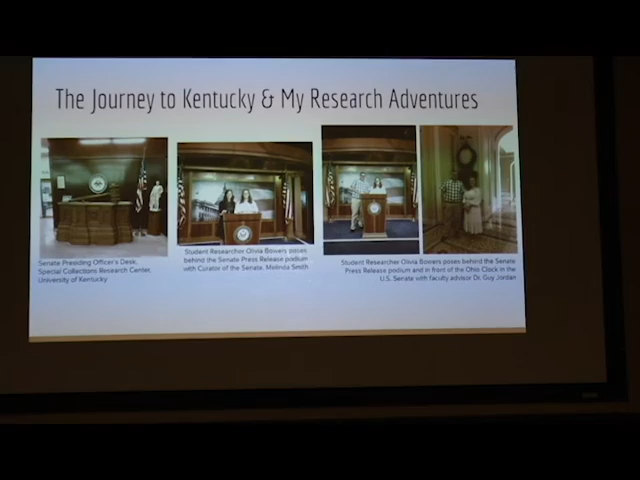 The Journey to Kentucky & My Research Adventures
Senate Presiding Officer's Desk,
Special Collections Research Center,
University of Kentucky
Student Researcher Olivia Bowers poses
behind the Senate Press Release podium
with Curator of the Senate, Melinda Smith
Student Researcher Olivia Bowers poses behind the Senate
Press Release podium and in front of the Ohio Clock in the
U.S. Senate with faculty advisor Dr. Guy Jordan